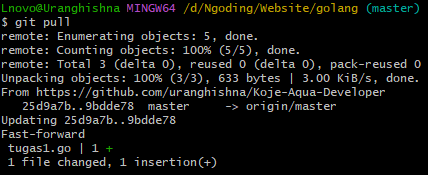 Lnovo@Uranghishna MINGW64 /d/Ngoding/Website/golang (master)
$ git pull
remote: Enumerating objects: 5, done.
remote: Counting objects: 100% (5/5), done.
remote: Total 3 (delta 0), reused 0 (delta 0), pack-reused 0
Unpacking objects: 100% (3/3), 633 bytes | 3.00 KiB/s, done.
From https://github.com/uranghishna/Koje-Aqua-Developer
   25d9a7b..9bdde78  master     -> origin/master
Updating 25d9a7b..9bdde78
Fast-forward
 tugas1.go | 1 +
 1 file changed, 1 insertion(+)